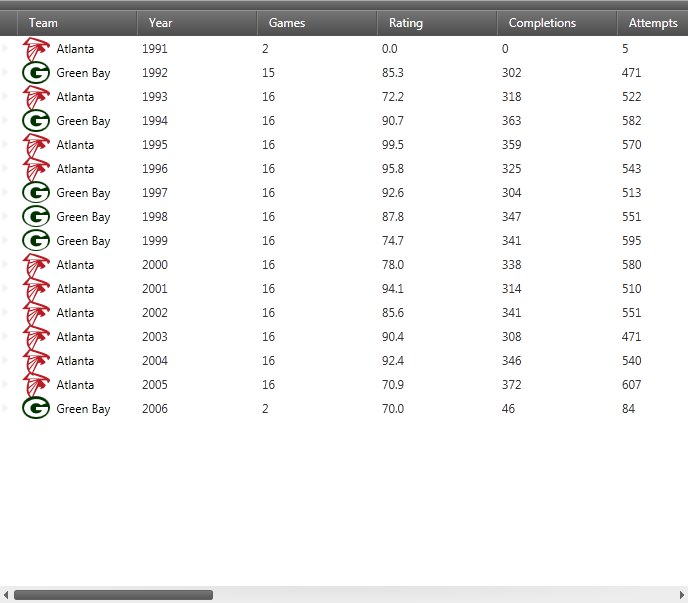 Team Year Games Rating Completions Attempts
Atlanta 1991 2 0.0 0 5
G Green Bay 1992 15 85.3 302 471
Atlanta 1993 16 72.2 318 522
G Green Bay 1994 16 90.7 363 582
Atlanta 1995 16 99.5 359 570
Atlanta 1996 16 95.8 325 543
G Green Bay 1997 16 92.6 304 513
G Green Bay 1998 16 87.8 347 551
G Green Bay 1999 16 74.7 341 595
Atlanta 2000 16 78.0 338 580
Atlanta 2001 16 94.1 314 510
Atlanta 2002 16 85.6 341 551
Atlanta 2003 16 90.4 308 471
Atlanta 2004 16 92.4 346 540
Atlanta 2005 16 70.9 372 607
G Green Bay 2006 2 70.0 46 84